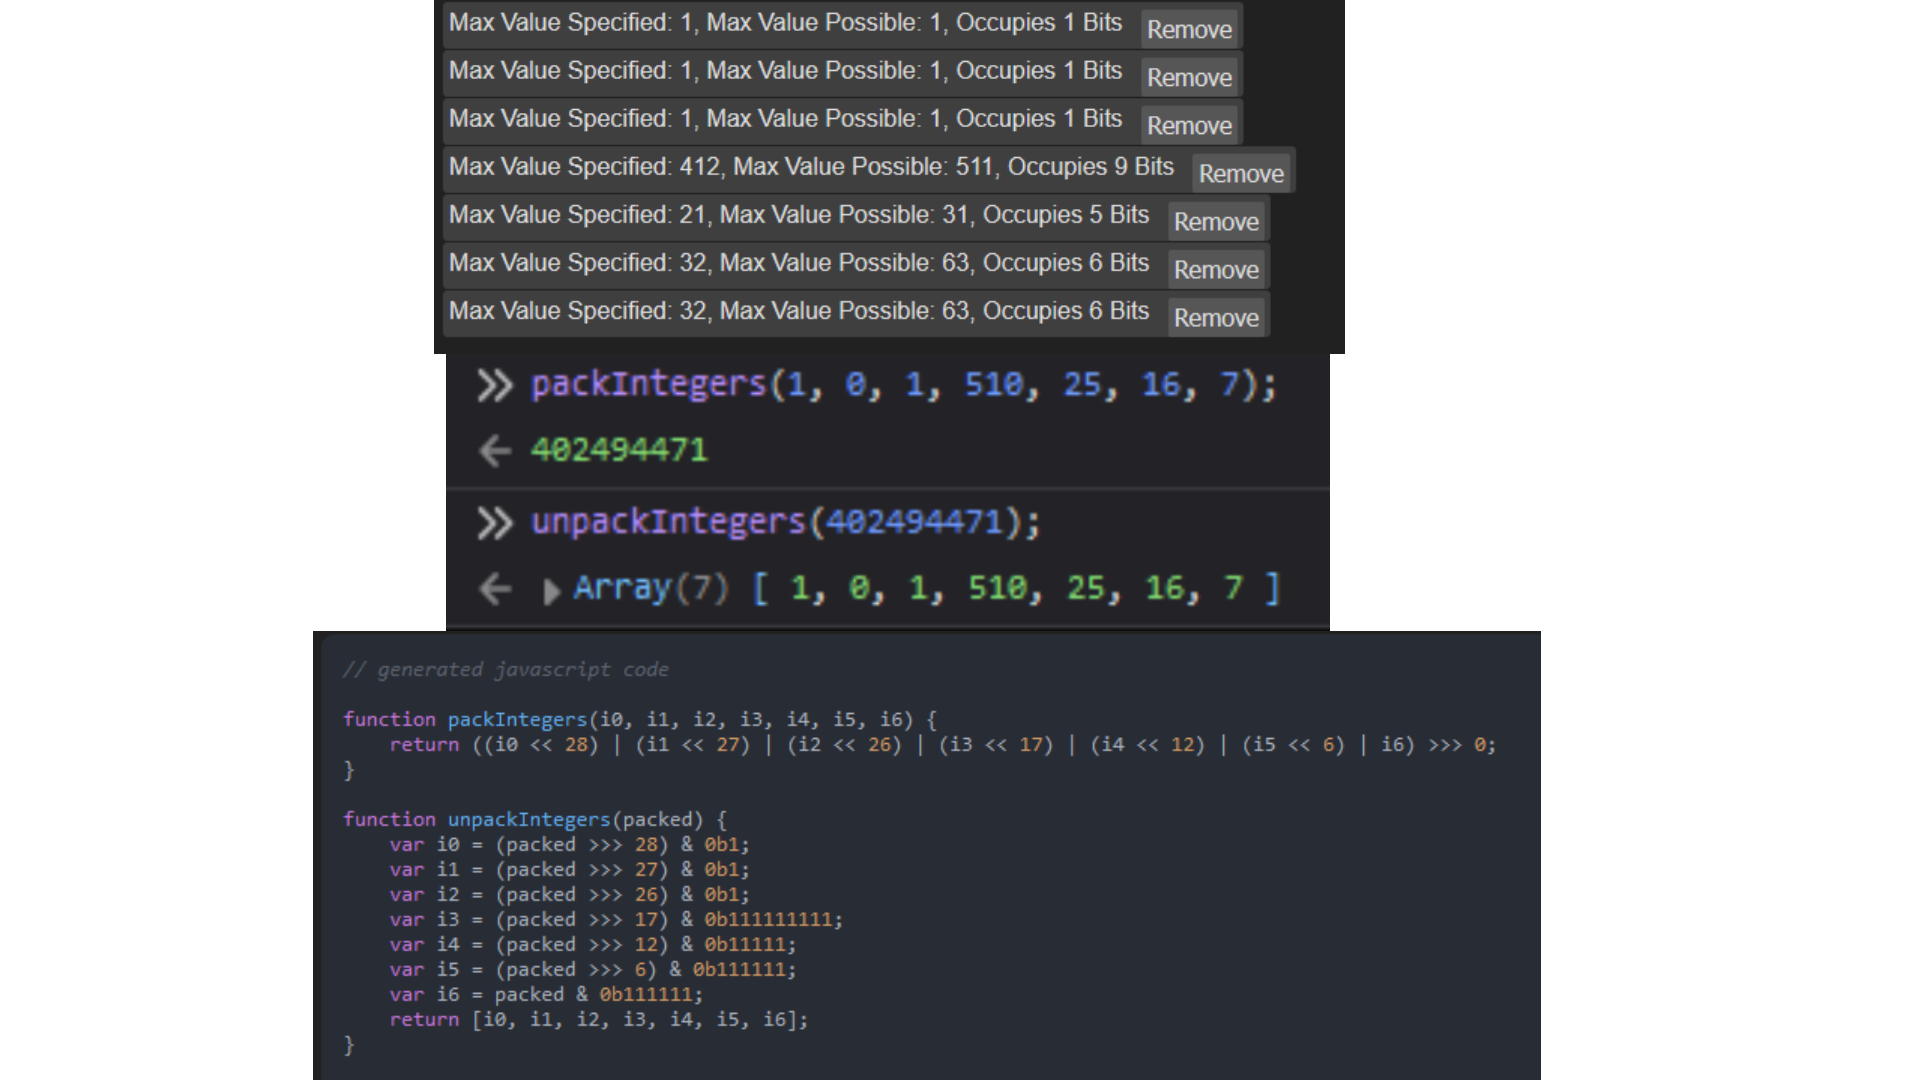 Max Value Specified: 1, Max Value Possible: 1, Occupies 1 Bits Remove
Max Value Specified: 1, Max Value Possible: 1, Occupies 1 Bits Remove
Max Value Specified: 1, Max Value Possible: 1, Occupies 1 Bits Remove
Max Value Specified: 412, Max Value Possible: 511, Occupies 9 Bits Remove
Max Value Specified: 21, Max Value Possible: 31, Occupies 5 Bits Remove
Max Value Specified: 32, Max Value Possible: 63, Occupies 6 Bits Remove
Max Value Specified: 32, Max Value Possible: 63, Occupies 6 Bits Remove
packIntegers(1, 0, 1, 510, 25, 16, 7);
402494471
unpackIntegers(402494471);
Array(7) [ 1, 0, 1, 510, 25, 16, 7 ]
// generated javascript code
function packIntegers(i0, i1, i2, i3, i4, i5, i6) {
    return ((i0 << 28) | (i1 << 27) | (i2 << 26) | (i3 << 17) | (i4 << 12) | (i5 << 6) | i6) >>> 0;
}
function unpackIntegers(packed) {
    var i0 = (packed >>> 28) & 0b1;
    var i1 = (packed >>> 27) & 0b1;
    var i2 = (packed >>> 26) & 0b1;
    var i3 = (packed >>> 17) & 0b111111111;
    var i4 = (packed >>> 12) & 0b11111;
    var i5 = (packed >>> 6) & 0b111111;
    var i6 = packed & 0b111111;
    return [i0, i1, i2, i3, i4, i5, i6];
}